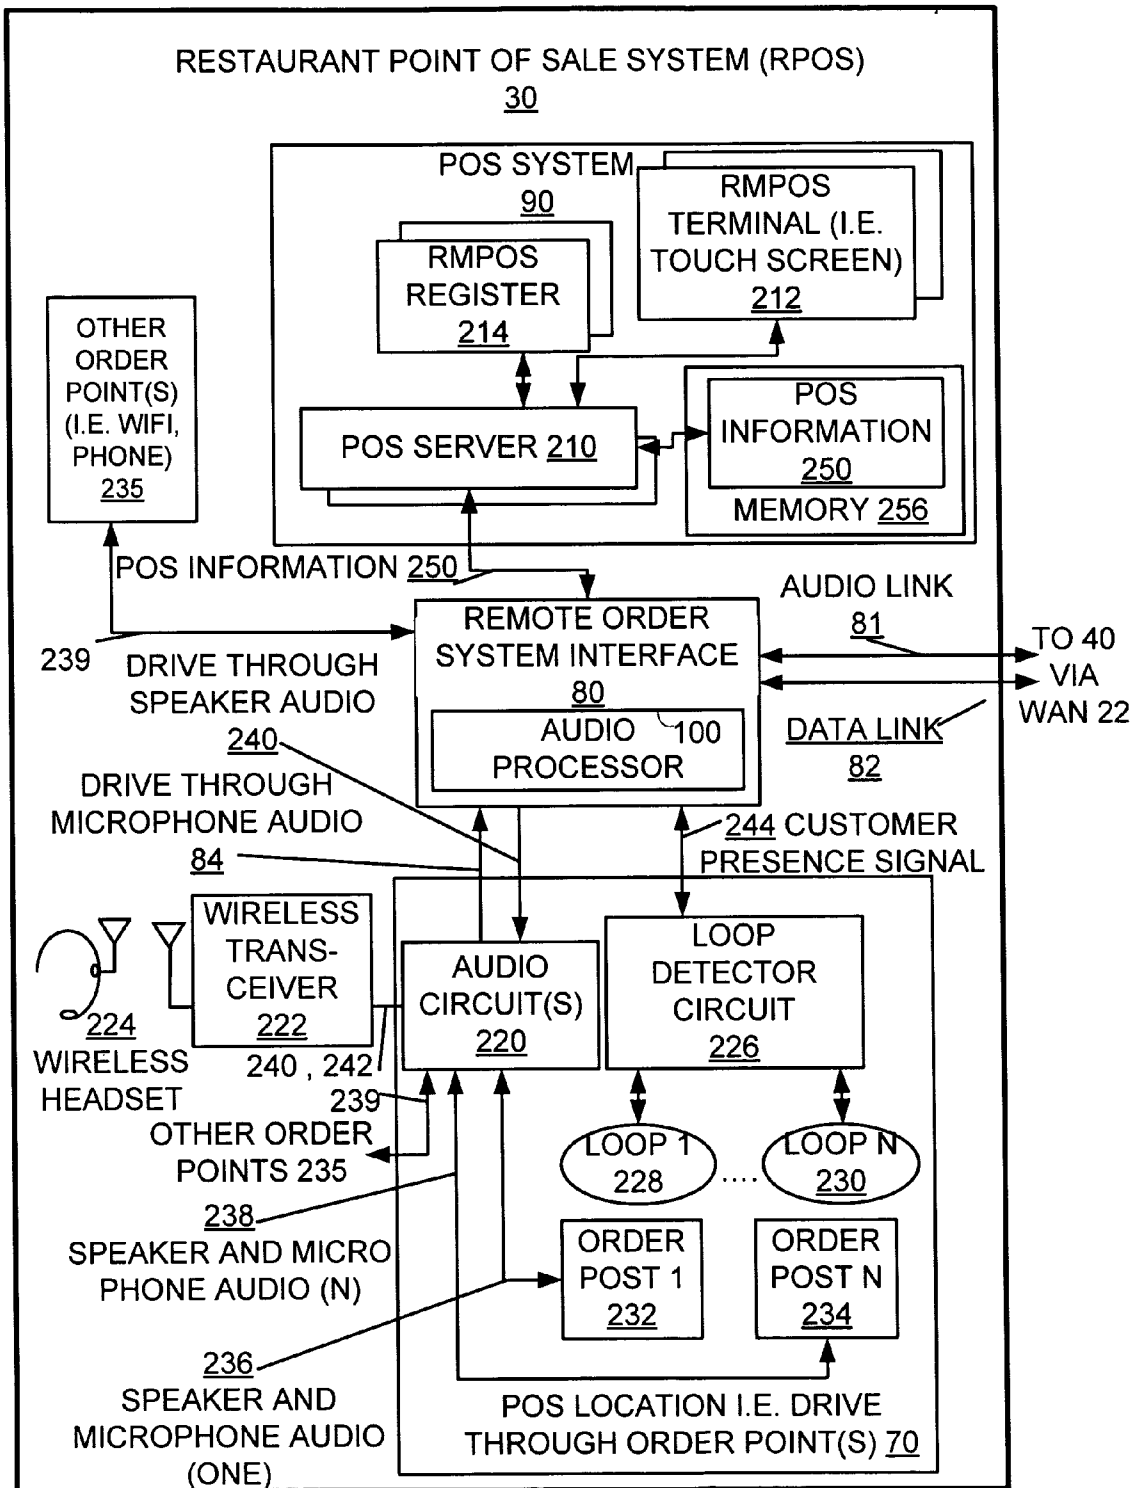 RESTAURANT POINT OF SALE SYSTEM (RPOS)
30
POS SYSTEM
90
RMPOS
TERMINAL (I.E.
TOUCH SCREEN)
212
RMPOS
REGISTER
214
OTHER
ORDER
POINT(S)
(I.E. WIFI,
PHONE)
235
POS SERVER 210
POS
INFORMATION
250
MEMORY 256
POS INFORMATION 250
AUDIO LINK
81
TO 40
VIA
WAN 22
DATA LINK
82
REMOTE ORDER
SYSTEM INTERFACE
80
AUDIO
PROCESSOR
100
239
DRIVE THROUGH
SPEAKER AUDIO
240
DRIVE THROUGH
MICROPHONE AUDIO
84
244 CUSTOMER
PRESENCE SIGNAL
WIRELESS
TRANS-
CEIVER
222
224
WIRELESS
HEADSET
AUDIO
CIRCUIT(S)
220
LOOP
DETECTOR
CIRCUIT
226
240 , 242
239
OTHER ORDER
POINTS 235
LOOP 1
228
....
LOOP N
230
238
SPEAKER AND MICRO
PHONE AUDIO (N)
ORDER
POST 1
232
ORDER
POST N
234
236
SPEAKER AND
MICROPHONE AUDIO
(ONE)
POS LOCATION I.E. DRIVE
THROUGH ORDER POINT(S) 70